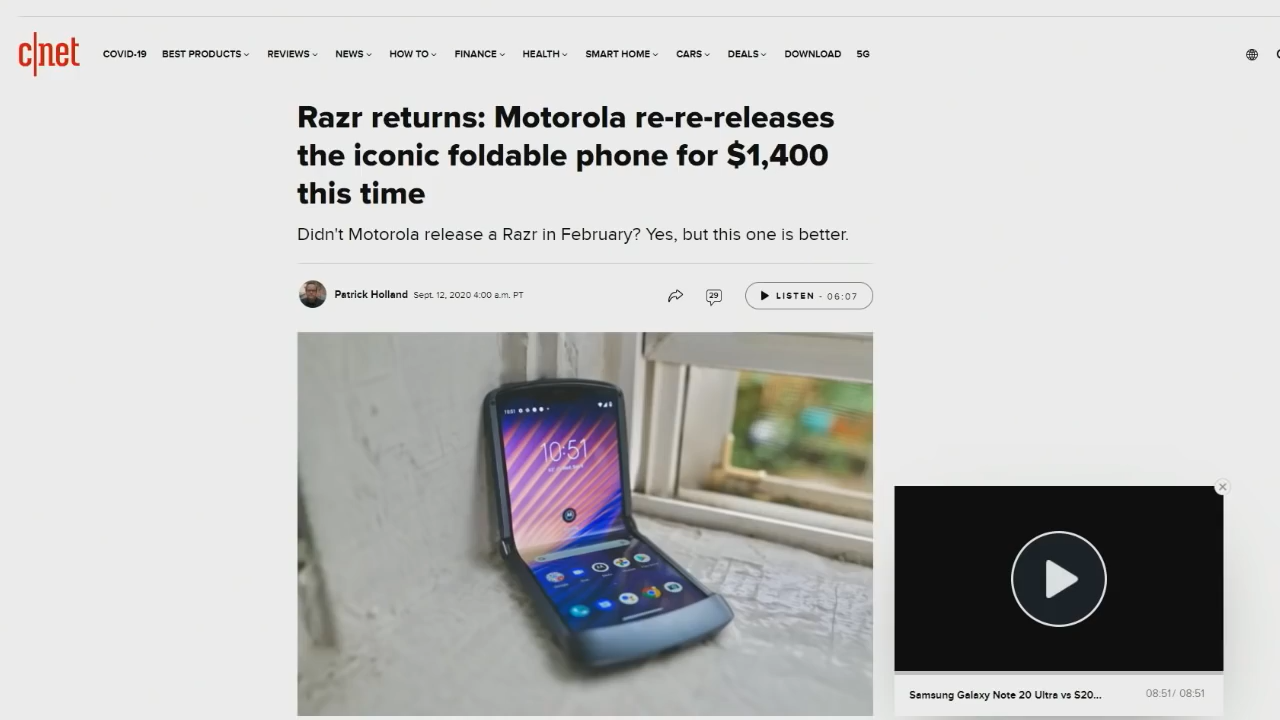 c|net
COVID-19 BEST PRODUCTS REVIEWS NEWS HOW TO FINANCE HEALTH SMART HOME CARS DEALS DOWNLOAD 5G
Razr returns: Motorola re-re-releases
the iconic foldable phone for $1,400
this time
Didn't Motorola release a Razr in February? Yes, but this one is better.
Patrick Holland Sept. 12, 2020 4:00 a.m. PT
29
LISTEN - 06:07
10:51
10:51
Samsung Galaxy Note 20 Ultra vs S20...
08:51/ 08:51